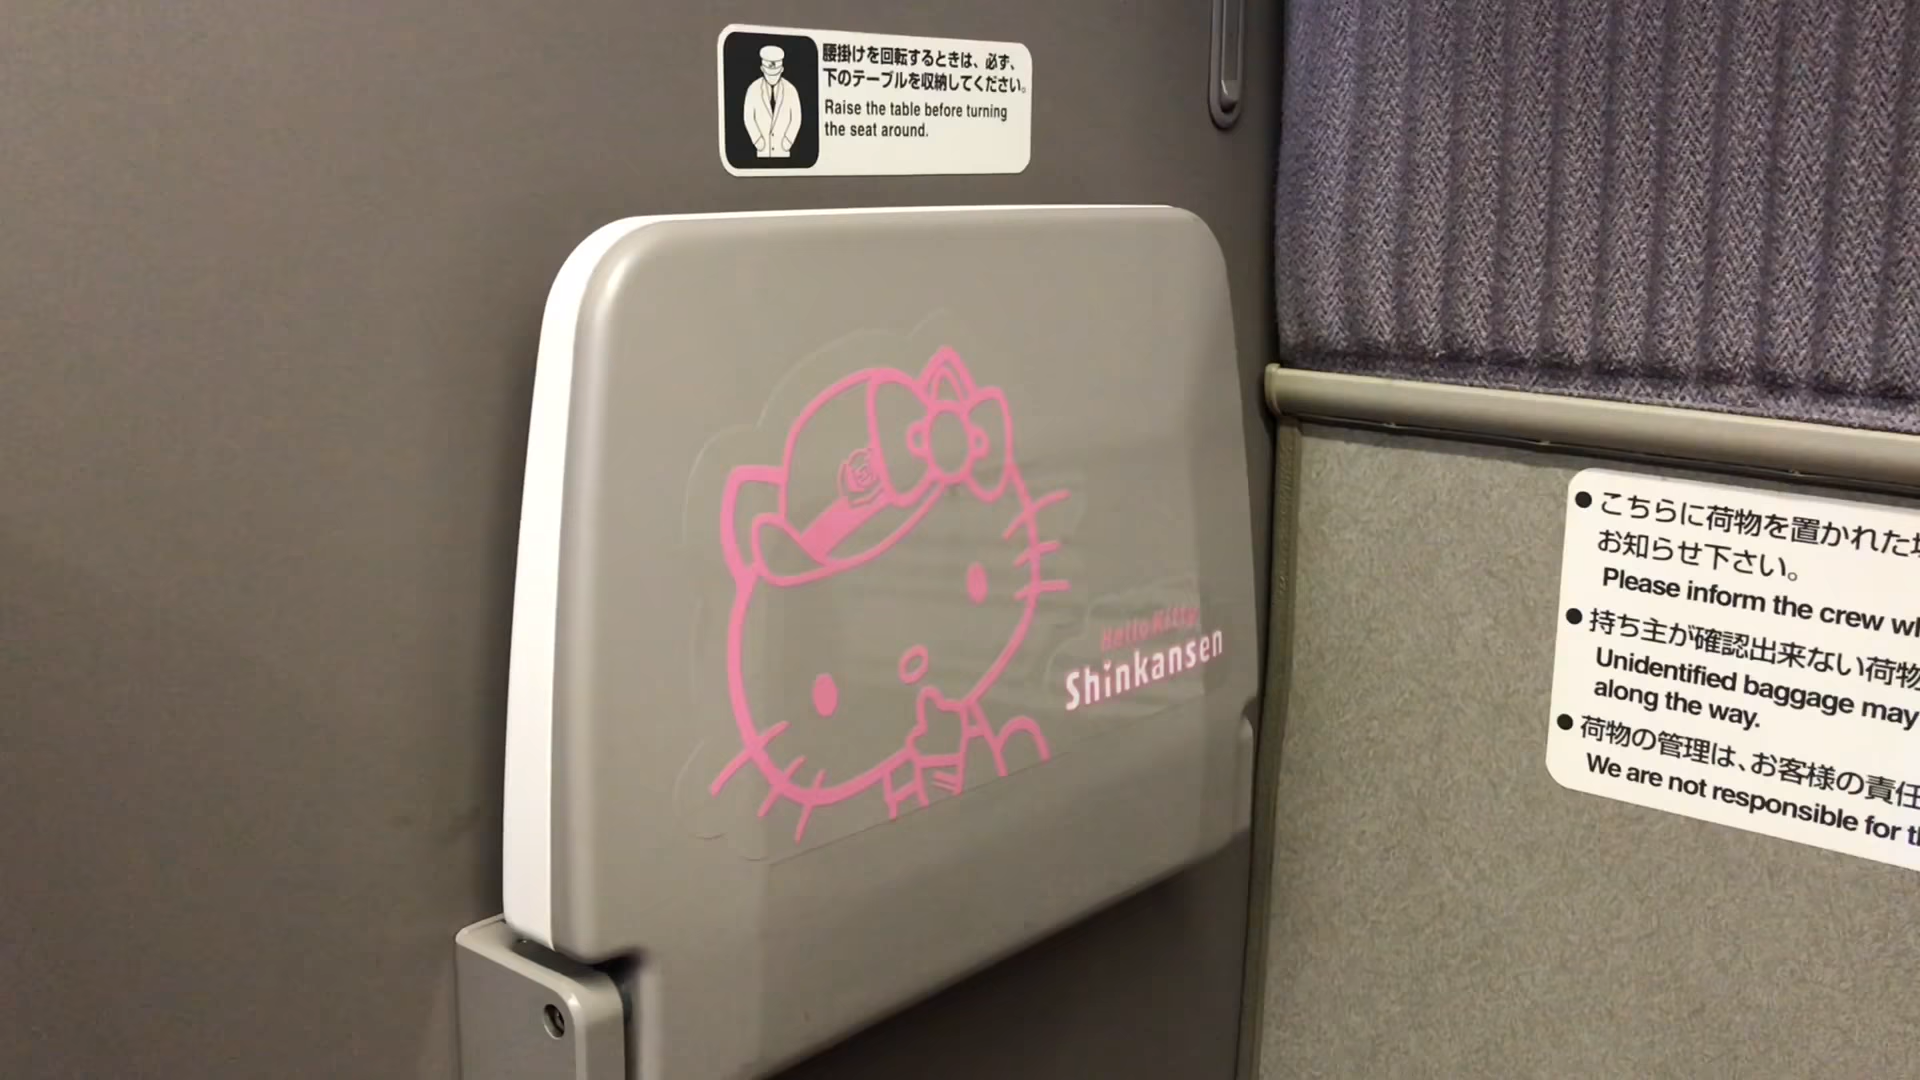 腰掛けを回転するときは、必ず、
下のテーブルを収納してください。
Raise the table before turning
the seat around.
Hello Kitty
Shinkansen
● こちらに荷物を置かれた
お知らせ下さい。
Please inform the crew
● 持ち主が確認出来ない荷物
Unidentified baggage may
along the way.
● 荷物の管理は、お客様の責任
We are not responsible for